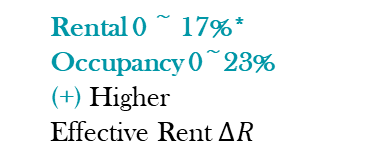 Rental 0 ~ 17%*
Occupancy 0~23%
(+) Higher
Effective Rent ΔR